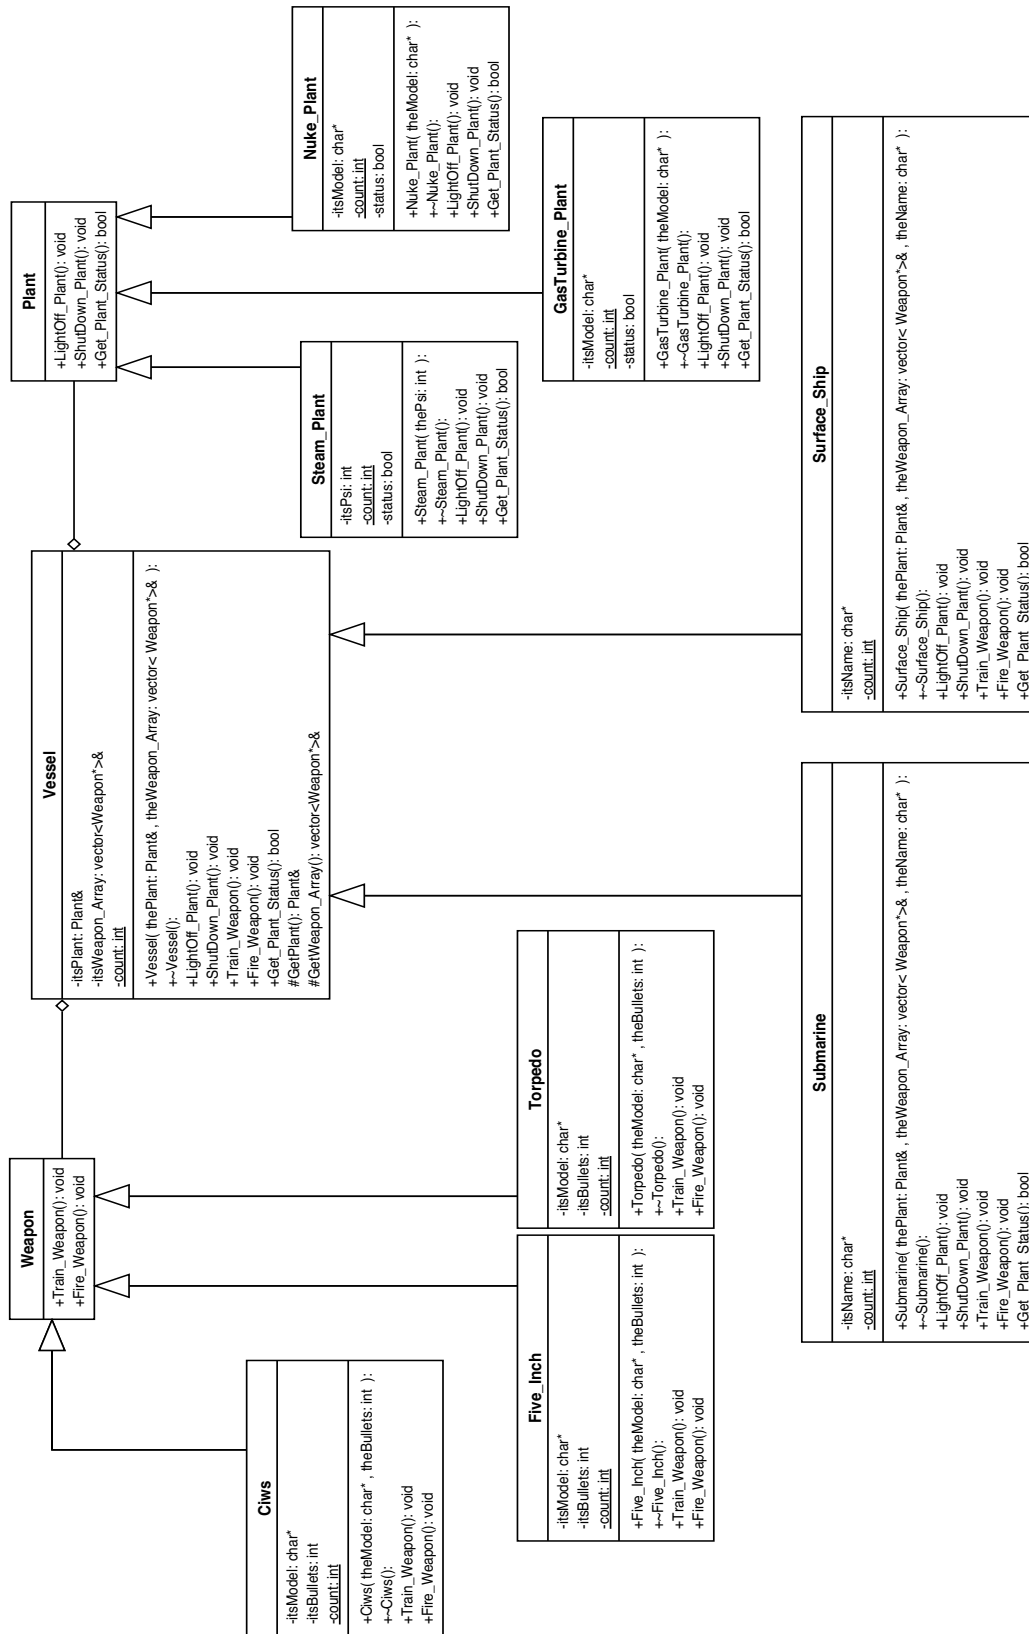 Weapon
+Train_Weapon(): void
+Fire_Weapon(): void
Ciws
-itsModel: char*
-itsBullets: int
-count: int
+Ciws( theModel: char* , theBullets: int ):
+~Ciws():
+Train_Weapon(): void
+Fire_Weapon(): void
Five_Inch
-itsModel: char*
-itsBullets: int
-count: int
+Five_Inch( theModel: char* , theBullets: int ):
+~Five_Inch():
+Train_Weapon(): void
+Fire_Weapon(): void
Torpedo
-itsModel: char*
-itsBullets: int
-count: int
+Torpedo( theModel: char* , theBullets: int ):
+~Torpedo():
+Train_Weapon(): void
+Fire_Weapon(): void
Vessel
-itsPlant: Plant&
-itsWeapon_Array: vector<Weapon*>&
-count: int
+Vessel( thePlant: Plant& , theWeapon_Array: vector< Weapon*>& ):
+~Vessel():
+LightOff_Plant(): void
+ShutDown_Plant(): void
+Train_Weapon(): void
+Fire_Weapon(): void
+Get_Plant_Status(): bool
#GetPlant(): Plant&
#GetWeapon_Array(): vector<Weapon*>&
Plant
+LightOff_Plant(): void
+ShutDown_Plant(): void
+Get_Plant_Status(): bool
Steam_Plant
-itsPsi: int
-count: int
-status: bool
+Steam_Plant( thePsi: int ):
+~Steam_Plant():
+LightOff_Plant(): void
+ShutDown_Plant(): void
+Get_Plant_Status(): bool
Nuke_Plant
-itsModel: char*
-count: int
-status: bool
+Nuke_Plant( theModel: char* ):
+~Nuke_Plant():
+LightOff_Plant(): void
+ShutDown_Plant(): void
+Get_Plant_Status(): bool
GasTurbine_Plant
-itsModel: char*
-count: int
-status: bool
+GasTurbine_Plant( theModel: char* ):
+~GasTurbine_Plant():
+LightOff_Plant(): void
+ShutDown_Plant(): void
+Get_Plant_Status(): bool
Submarine
-itsName: char*
-count: int
+Submarine( thePlant: Plant& , theWeapon_Array: vector< Weapon*>& , theName: char* ):
+~Submarine():
+LightOff_Plant(): void
+ShutDown_Plant(): void
+Train_Weapon(): void
+Fire_Weapon(): void
+Get_Plant_Status(): bool
Surface_Ship
-itsName: char*
-count: int
+Surface_Ship( thePlant: Plant& , theWeapon_Array: vector< Weapon*>& , theName: char* ):
+~Surface_Ship():
+LightOff_Plant(): void
+ShutDown_Plant(): void
+Train_Weapon(): void
+Fire_Weapon(): void
+Get_Plant_Status(): bool